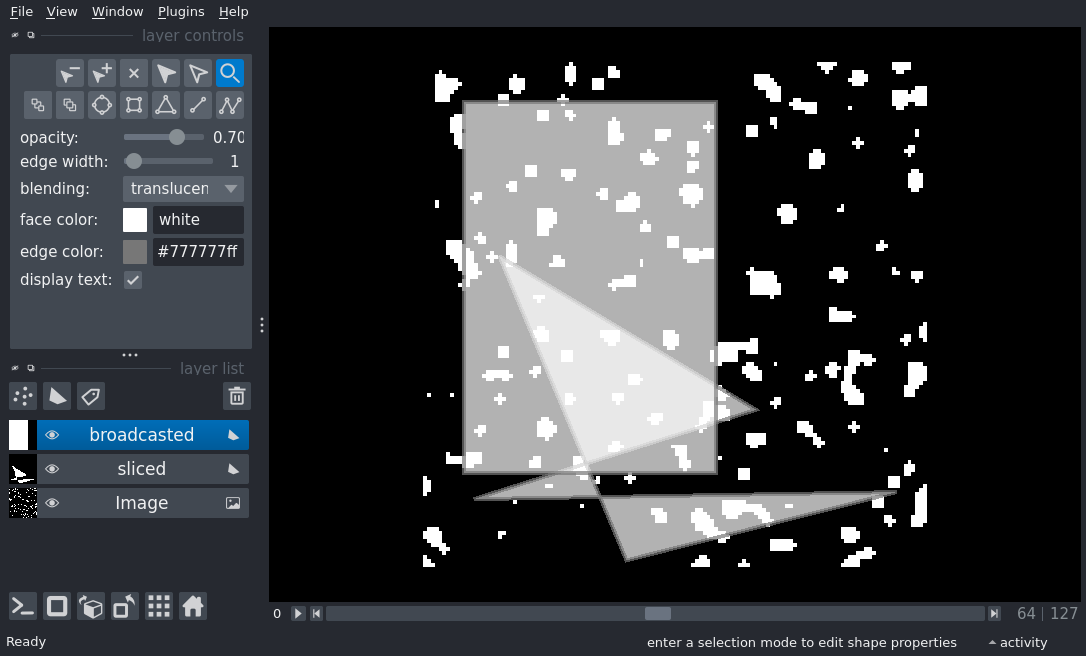 File View Window Plugins Help
layer controls
opacity: 0.70
edge width: 1
blending: translucen
face color: white
edge color: #777777ff
display text:
layer list
broadcasted
sliced
Image
0 64 | 127
Ready enter a selection mode to edit shape properties activity